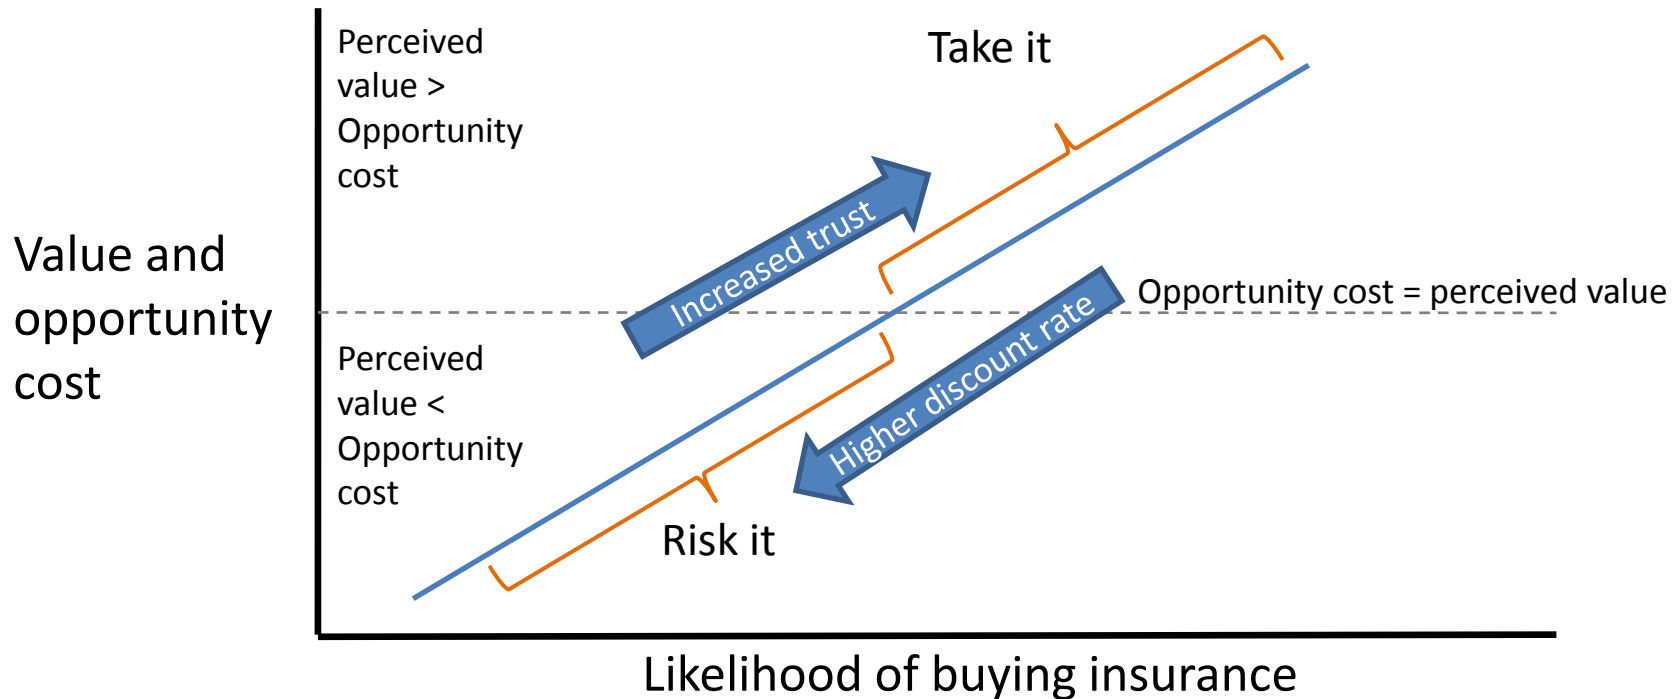 Perceived
value >
Opportunity
cost
Take it
Increased trust
Value and
opportunity
cost
Opportunity cost = perceived value
Perceived
value <
Opportunity
cost
Higher discount rate
Risk it
Likelihood of buying insurance